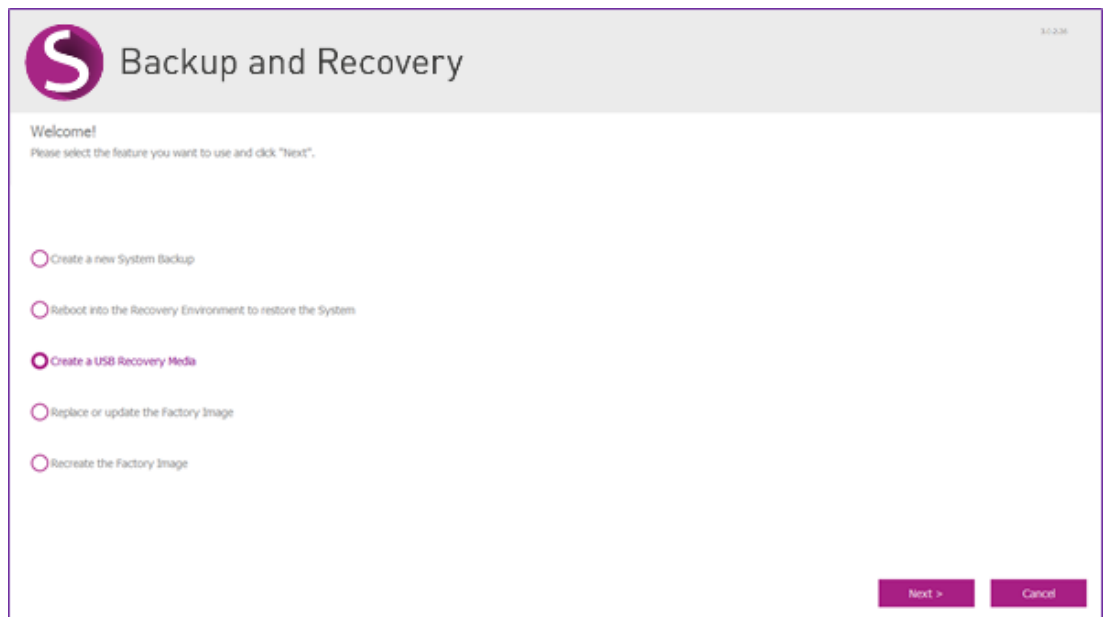 S
Backup and Recovery
Welcome!
Please select the feature you want to use and click "Next".
Create a new System Backup
Reboot into the Recovery Environment to restore the System
Create a USB Recovery Media
Replace or update the Factory Image
Recreate the Factory Image
Next >
Cancel